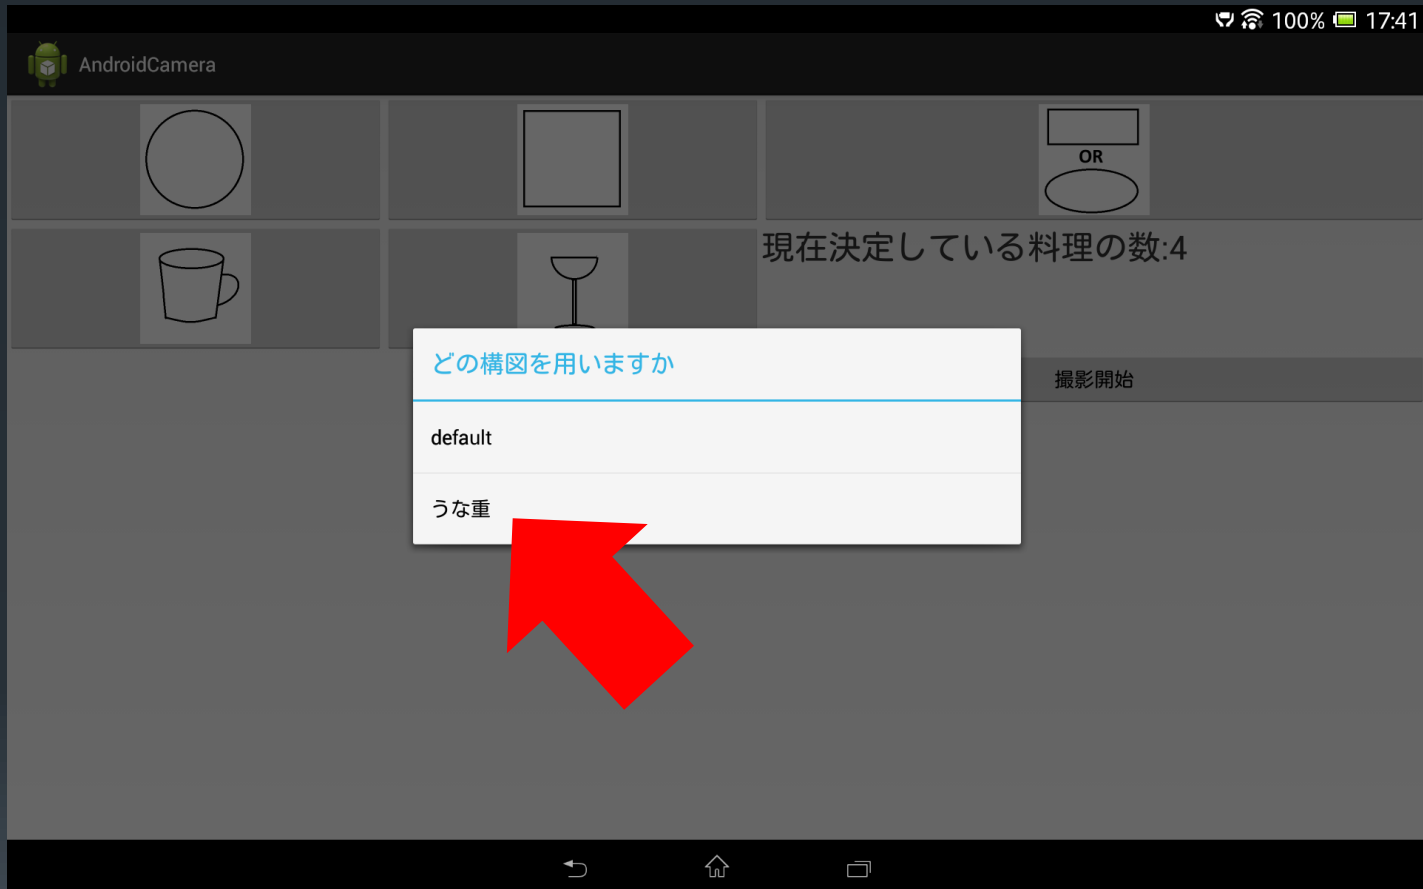 100% 17:41
AndroidCamera
OR
現在決定している料理の数:4
どの構図を用いますか
撮影開始
default
うな重